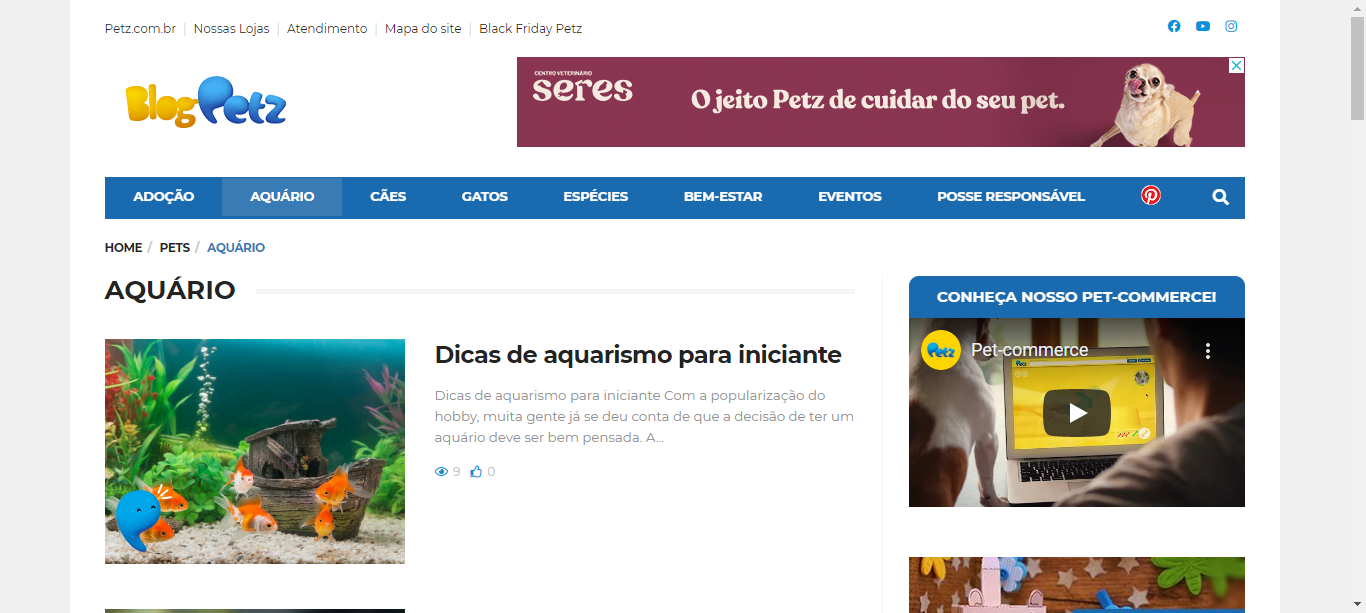 Petz.com.br | Nossas Lojas | Atendimento | Mapa do site | Black Friday Petz
Blog Petz
CENTRO VETERINÁRIO
seres
O jeito Petz de cuidar do seu pet.
ADOÇÃO AQUÁRIO CÃES GATOS ESPÉCIES BEM-ESTAR EVENTOS POSSE RESPONSÁVEL
HOME / PETS / AQUÁRIO
AQUÁRIO
Dicas de aquarismo para iniciante
Dicas de aquarismo para iniciante Com a popularização do
hobby, muita gente já se deu conta de que a decisão de ter um
aquário deve ser bem pensada. A...
9 0
CONHEÇA NOSSO PET-COMMERCE!
Petz
Pet-commerce
Petz